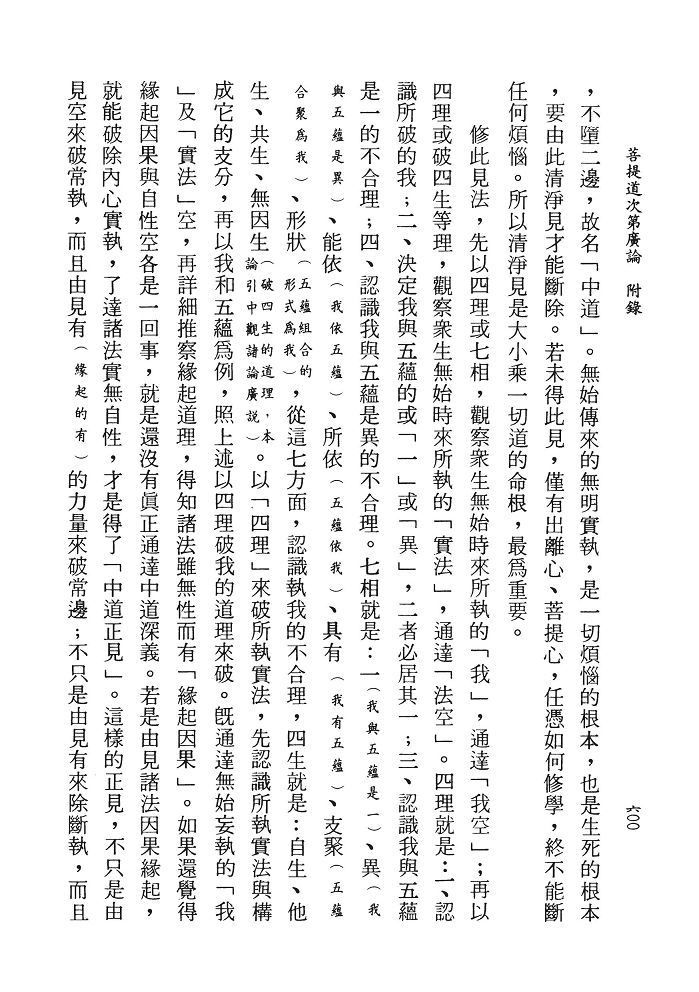 菩提道次第廣論　附錄
六〇〇
，不墮二邊，故名「中道」。無始傳來的無明實執，是一切煩惱的根本，也是生死的根本
，要由此清淨見才能斷除。若未得此見，僅有出離心、菩提心，任憑如何修學，終不能斷
任何煩惱。所以清淨見是大小乘一切道的命根，最爲重要。
修此見法，先以四理或七相，觀察衆生無始時來所執的「我」，通達「我空」；再以
四理或破四生等理，觀察衆生無始時來所執的「實法」，通達「法空」。四理就是：一、認
識所破的我；二、決定我與五蘊的或「一」或「異」，二者必居其一；三、認識我與五蘊
是一的不合理；四、認識我與五蘊是異的不合理。七相就是：一（我與五蘊是一）、異（我
與五蘊是異）、能依（我依五蘊）、所依（五蘊依我）、具有（我有五蘊）、支聚（五蘊
合聚爲我）、形狀（五蘊組合的形式爲我），從這七方面，認識執我的不合理，四生就是：自生、他
生、共生、無因生（破四生的道理，本論引中觀諸論廣說）。以「四理」來破所執實法，先認識所執實法與構
成它的支分，再以我和五蘊爲例，照上述以四理破我的道理來破。旣通達無始妄執的「我
」及「實法」空，再詳細推察緣起道理，得知諸法雖無性而有「緣起因果」。如果還覺得
緣起因果與自性空各是一回事，就是還沒有眞正通達中道深義。若是由見諸法因果緣起，
就能破除內心實執，了達諸法實無自性，才是得了「中道正見」。這樣的正見，不只是由
見空來破常執，而且由見有（緣起的有）的力量來破常邊；不只是由見有來除斷執，而且